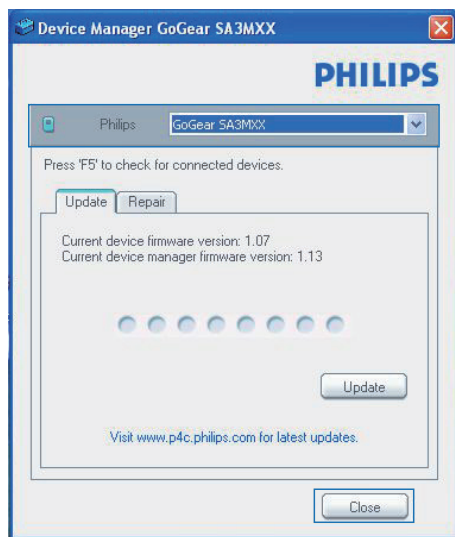 Device Manager GoGear SA3MXX
PHILIPS
Philips GoGear SA3MXX
Press 'F5' to check for connected devices.
Update Repair
Current device firmware version: 1.07
Current device manager firmware version: 1.13
Update
Visit www.p4c.philips.com for latest updates.
Close